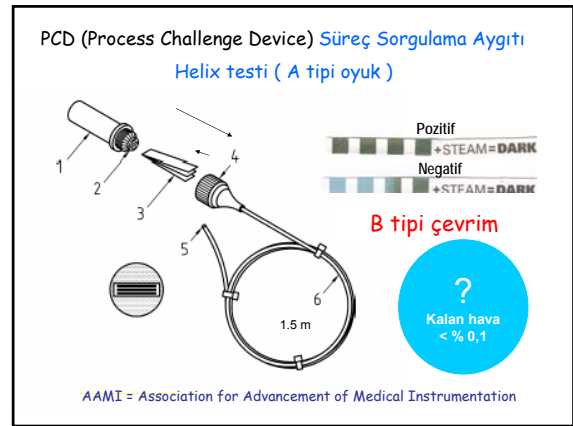 PCD (Process Challenge Device) Süreç Sorgulama Aygıtı
Helix testi ( A tipi oyuk )
1
2
3
4
5
6
1.5 m
Pozitif
+STEAM=DARK
Negatif
+STEAM=DARK
B tipi çevrim
?
Kalan hava
< % 0,1
AAMI = Association for Advancement of Medical Instrumentation